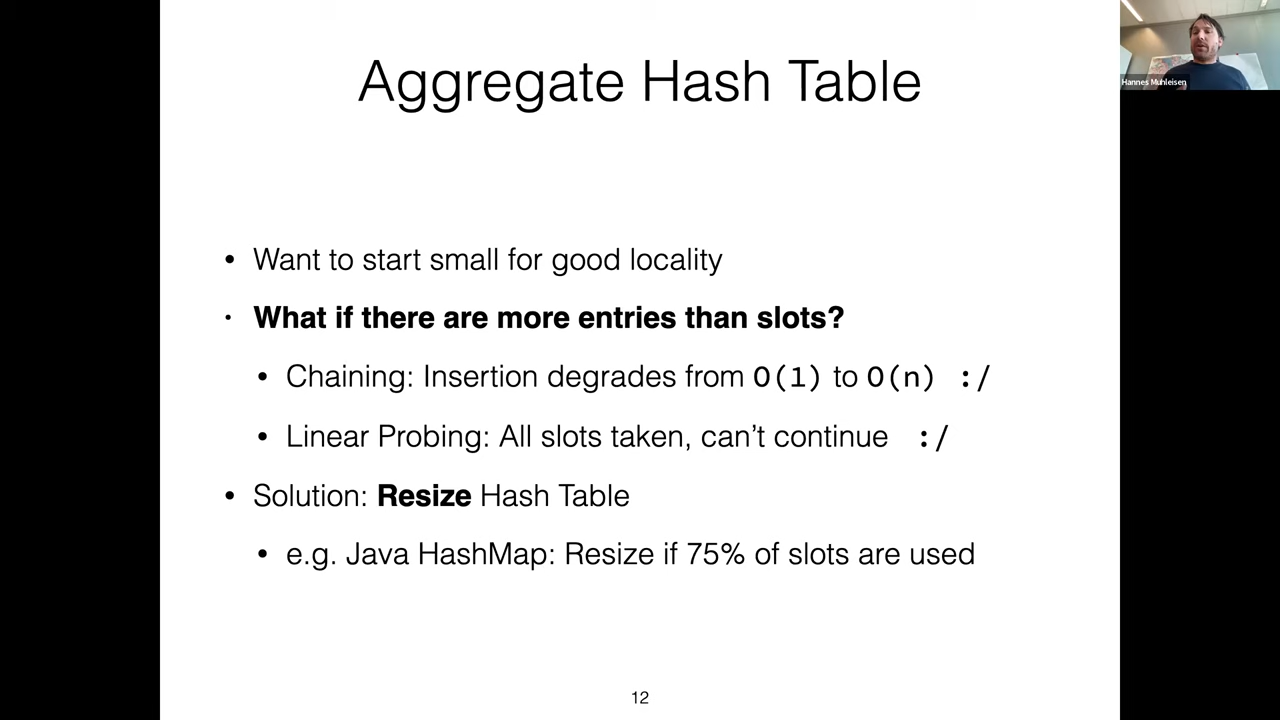 Aggregate Hash Table
Hannes Mühleisen
• Want to start small for good locality
• What if there are more entries than slots?
• Chaining: Insertion degrades from O(1) to O(n) :/
• Linear Probing: All slots taken, can’t continue :/
• Solution: Resize Hash Table
• e.g. Java HashMap: Resize if 75% of slots are used
12